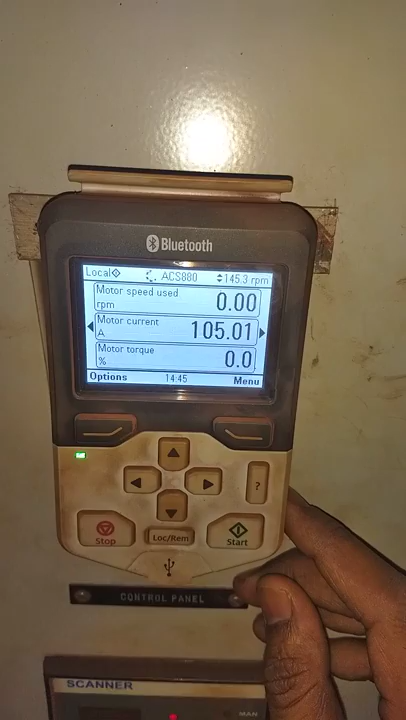 Bluetooth
Local ACS880 145.3 rpm
Motor speed used
rpm 0.00
Motor current
A 105.01
Motor torque
% 0.0
Options 14:45 Menu
?
Stop Loc/Rem Start
CONTROL PANEL
SCANNER
MAN